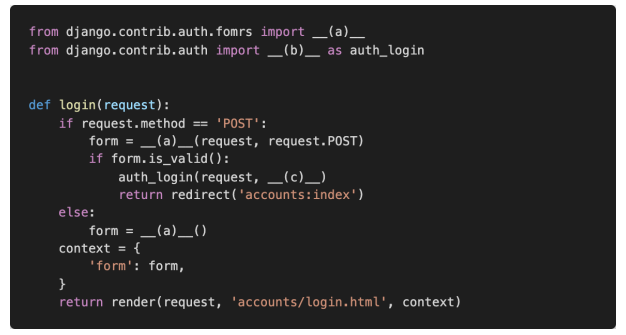 from django.contrib.auth.fomrs import __(a)__
from django.contrib.auth import __(b)__ as auth_login
def login(request):
    if request.method == 'POST':
        form = __(a)__(request, request.POST)
        if form.is_valid():
            auth_login(request, __(c)__)
            return redirect('accounts:index')
    else:
        form = __(a)__()
    context = {
        'form': form,
    }
    return render(request, 'accounts/login.html', context)